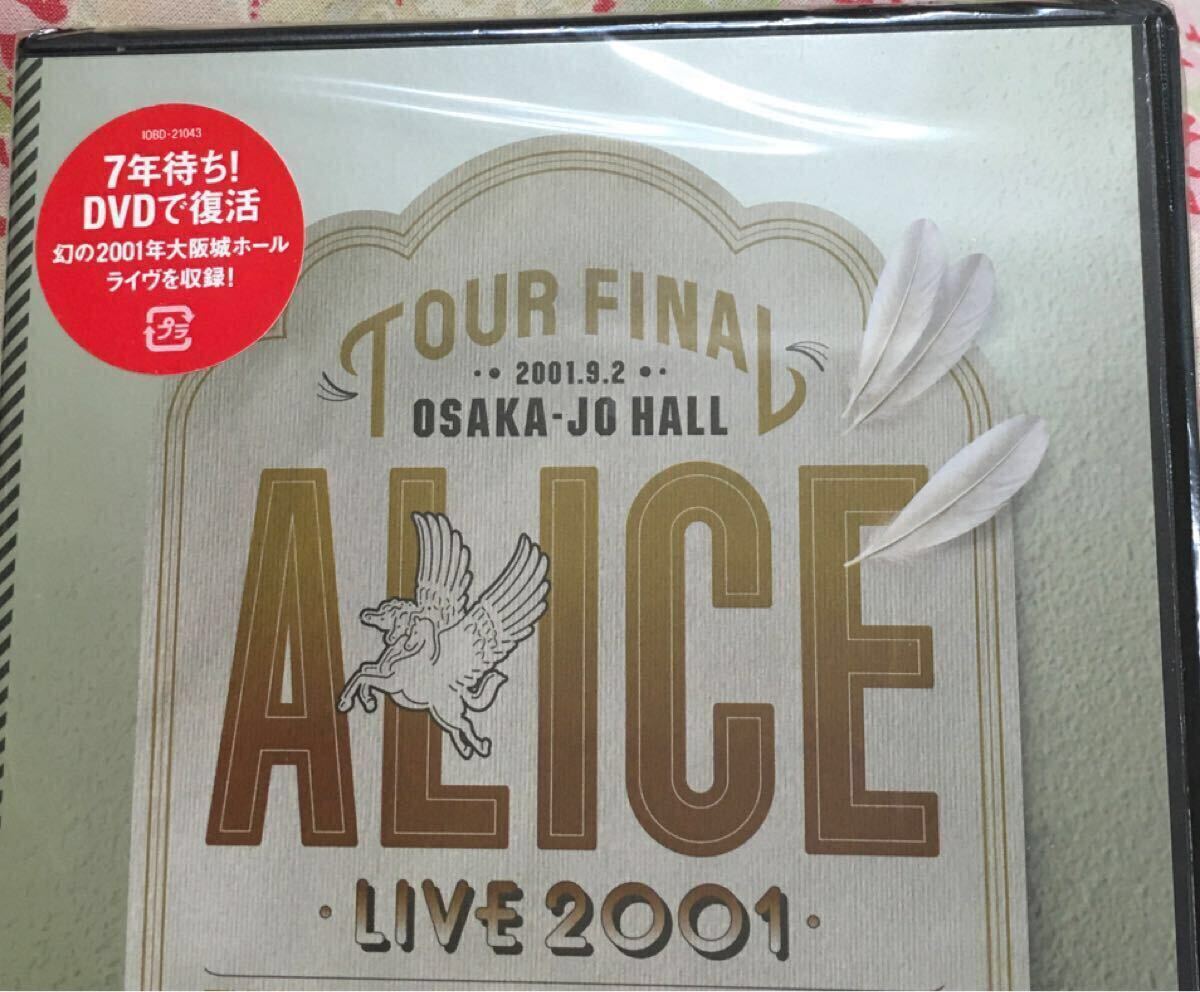 IOBD-21043
7年待ち!
DVDで復活
幻の2001年大阪城ホール
ライヴを収録!
プラ
TOUR FINAL
2001.9.2
OSAKA-JO HALL
ALICE
・LIVE 2001・